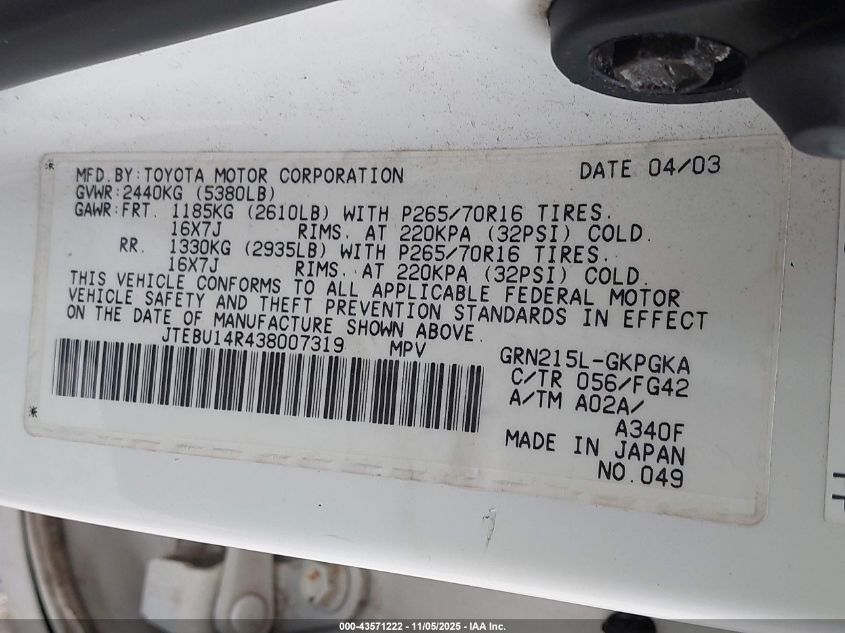 MFD.BY:TOYOTA MOTOR CORPORATION DATE 04/03
GVWR:2440KG (5380LB)
GAWR:FRT. 1185KG (2610LB) WITH P265/70R16 TIRES.
16X7J RIMS. AT 220KPA (32PSI) COLD.
RR. 1330KG (2935LB) WITH P265/70R16 TIRES.
16X7J RIMS. AT 220KPA (32PSI) COLD.
THIS VEHICLE CONFORMS TO ALL APPLICABLE FEDERAL MOTOR
VEHICLE SAFETY AND THEFT PREVENTION STANDARDS IN EFFECT
ON THE DATE OF MANUFACTURE SHOWN ABOVE.
JTEBU14R438007319 MPV
GRN215L-GKPGKA
C/TR 056/FG42
A/TM A02A/
A340F
MADE IN JAPAN
NO.049
000-43571222 - 11/05/2025 - IAA Inc.